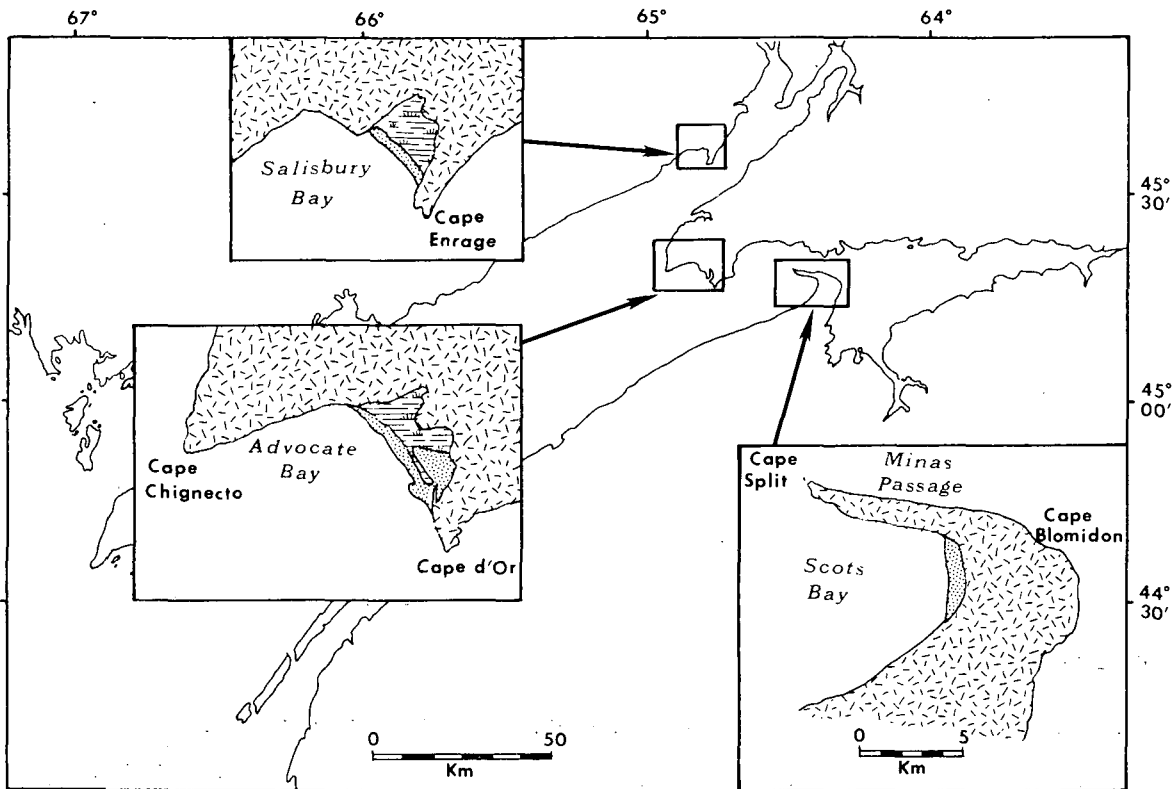 67°
66°
65°
64°
Salisbury
Bay
Cape
Enrage
45°
30'
Advocate
Bay
Cape
Chignecto
Cape d'Or
45°
00'
Cape
Split
Minas
Passage
Cape
Blomidon
Scots
Bay
44°
30'
0 50
Km
0 5
Km